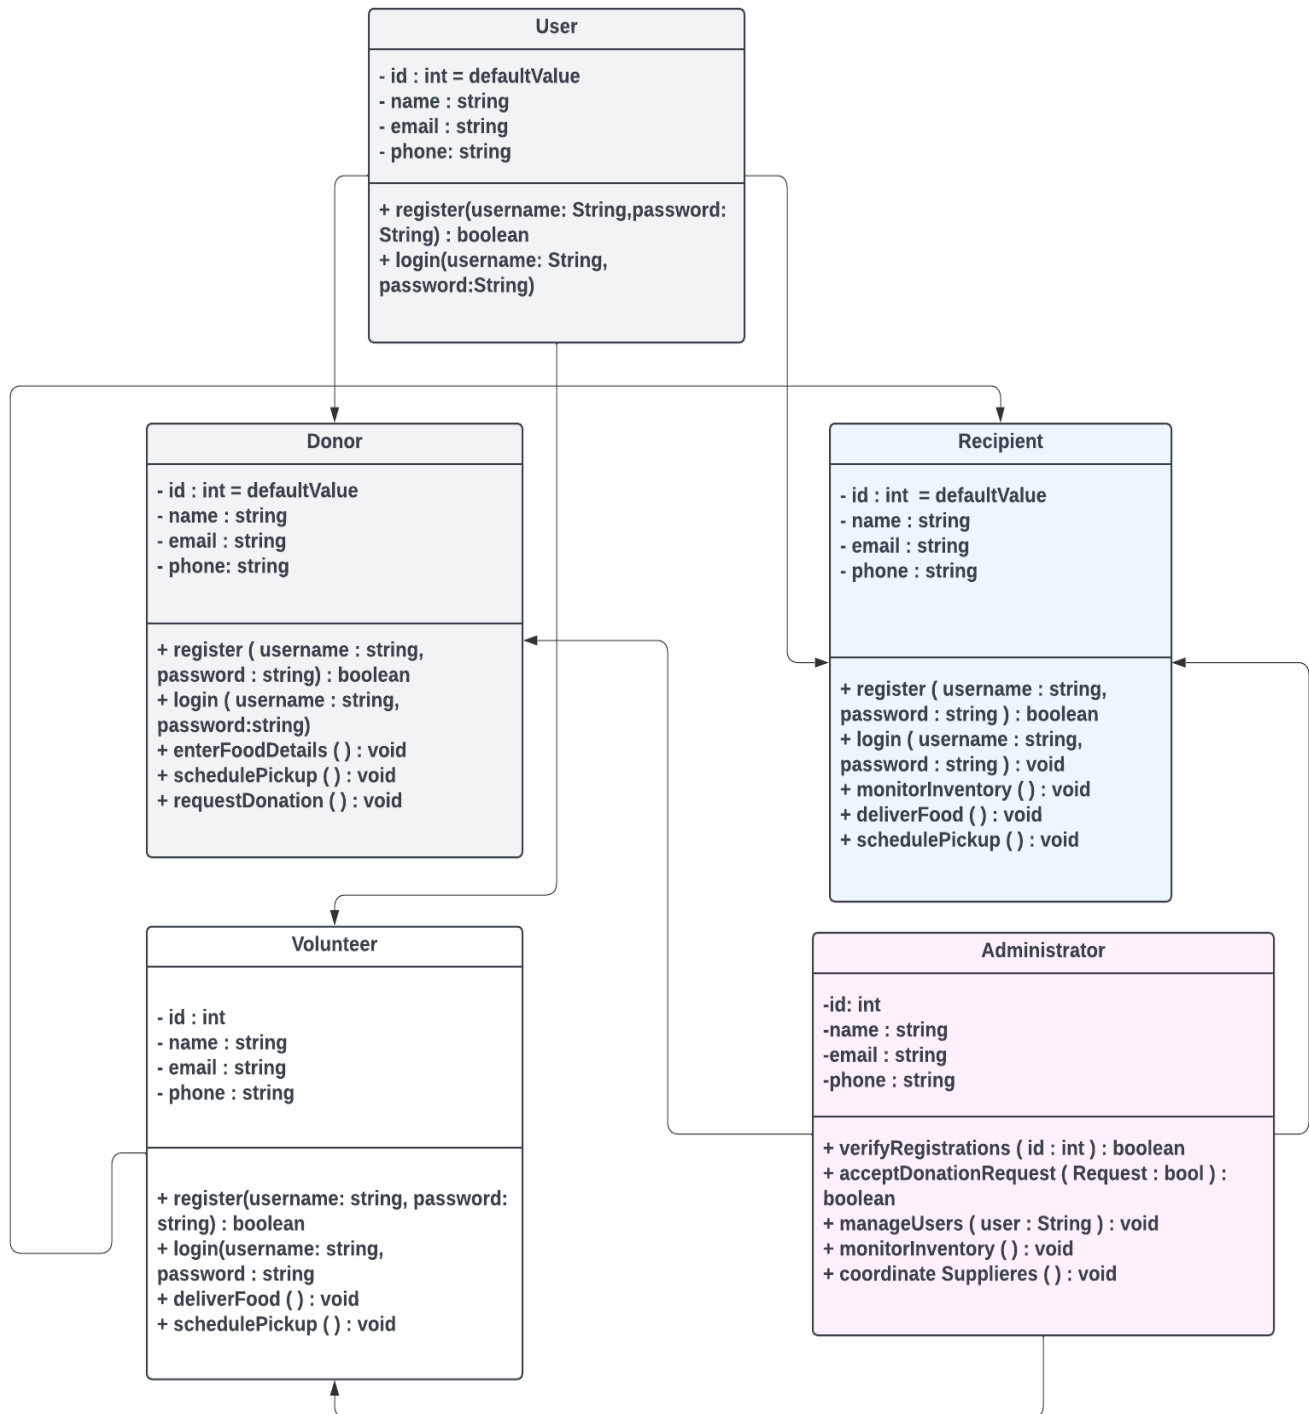 User
- id : int = defaultValue
- name : string
- email : string
- phone: string
+ register(username: String,password:
String) : boolean
+ login(username: String,
password:String)
Donor
- id : int = defaultValue
- name : string
- email : string
- phone: string
+ register ( username : string,
password : string) : boolean
+ login ( username : string,
password:string)
+ enterFoodDetails ( ) : void
+ schedulePickup ( ) : void
+ requestDonation ( ) : void
Recipient
- id : int  = defaultValue
- name : string
- email : string
- phone : string
+ register ( username : string,
password : string ) : boolean
+ login ( username : string,
password : string ) : void
+ monitorInventory ( ) : void
+ deliverFood ( ) : void
+ schedulePickup ( ) : void
Volunteer
- id : int
- name : string
- email : string
- phone : string
+ register(username: string, password:
string) : boolean
+ login(username: string,
password : string
+ deliverFood ( ) : void
+ schedulePickup ( ) : void
Administrator
-id: int
-name : string
-email : string
-phone : string
+ verifyRegistrations ( id : int ) : boolean
+ acceptDonationRequest ( Request : bool ) :
boolean
+ manageUsers ( user : String ) : void
+ monitorInventory ( ) : void
+ coordinate Supplieres ( ) : void